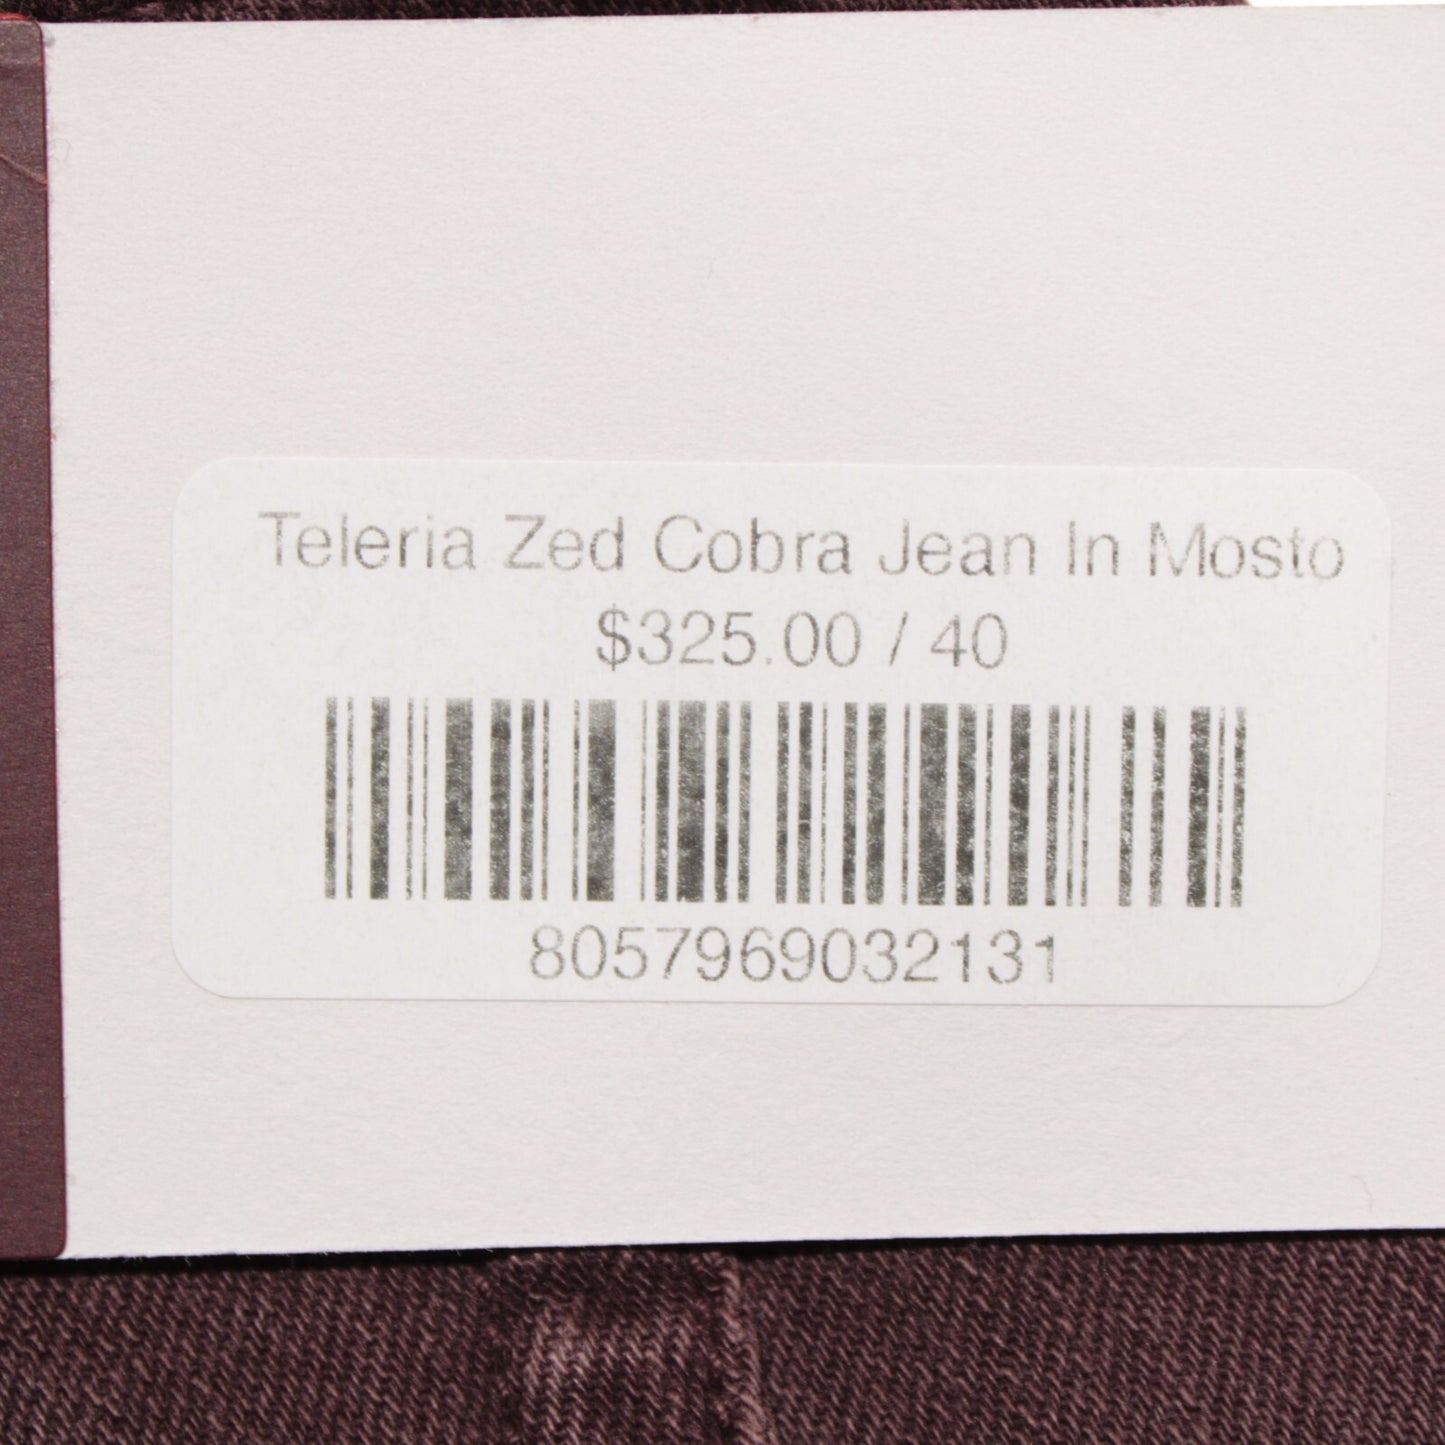 Teleria Zed Cobra Jean In Mosto
$325.00 / 40
8057969032131